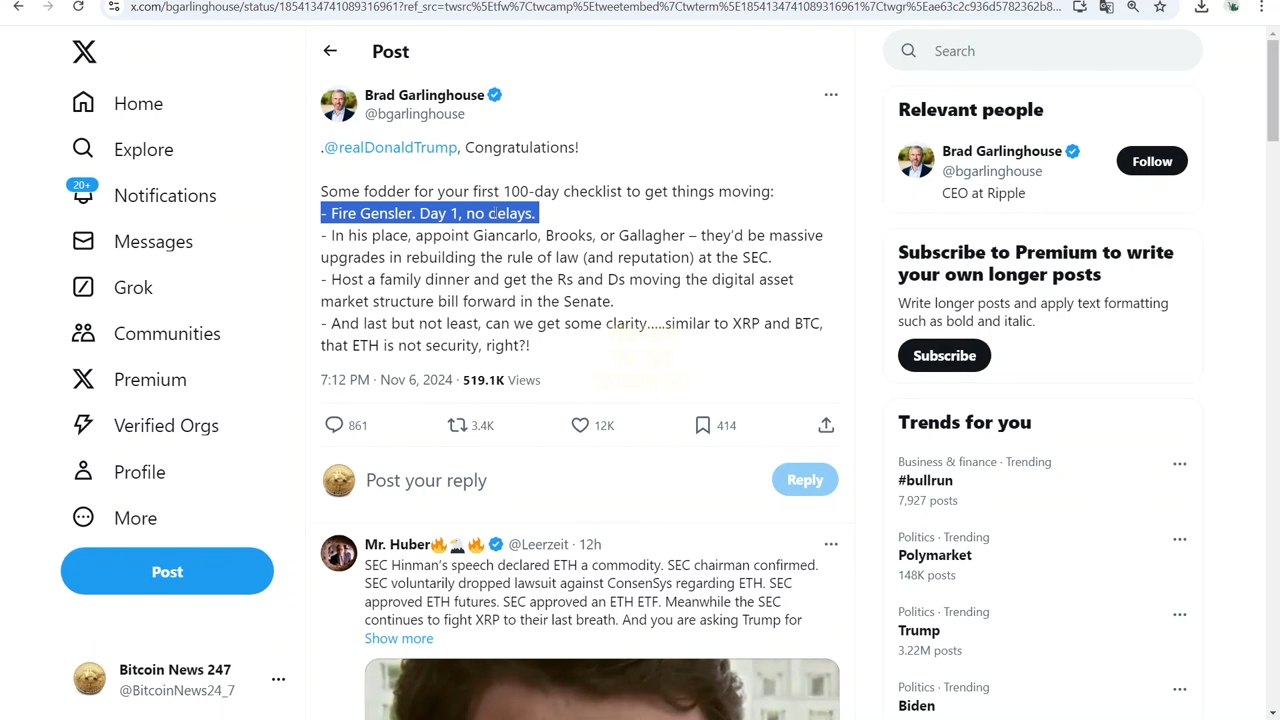 x.com/bgarlinghouse/status/1854134741089316961?ref_src=twsrc%5Etfw%7Ctwcamp%5Etweetembed%7Ctwterm%5E1854134741089316961%7Ctwgr%5Eae63c2c936d5782362b8...
Home
Explore
20+
Notifications
Messages
Grok
Communities
Premium
Verified Orgs
Profile
More
Post
Bitcoin News 247
@BitcoinNews24_7
Post
Brad Garlinghouse
@bgarlinghouse
.@realDonaldTrump, Congratulations!
Some fodder for your first 100-day checklist to get things moving:
- Fire Gensler. Day 1, no delays.
- In his place, appoint Giancarlo, Brooks, or Gallagher – they'd be massive
upgrades in rebuilding the rule of law (and reputation) at the SEC.
- Host a family dinner and get the Rs and Ds moving the digital asset
market structure bill forward in the Senate.
- And last but not least, can we get some clarity.....similar to XRP and BTC,
that ETH is not security, right?!
7:12 PM · Nov 6, 2024 · 519.1K Views
861
3.4K
12K
414
Post your reply
Reply
Mr. Huber🔥🏔️🔥 @Leerzeit · 12h
SEC Hinman's speech declared ETH a commodity. SEC chairman confirmed.
SEC voluntarily dropped lawsuit against ConsenSys regarding ETH. SEC
approved ETH futures. SEC approved an ETH ETF. Meanwhile the SEC
continues to fight XRP to their last breath. And you are asking Trump for
Show more
Search
Relevant people
Brad Garlinghouse
@bgarlinghouse
Follow
CEO at Ripple
Subscribe to Premium to write
your own longer posts
Write longer posts and apply text formatting
such as bold and italic.
Subscribe
Trends for you
Business & finance · Trending
#bullrun
7,927 posts
Politics · Trending
Polymarket
148K posts
Politics · Trending
Trump
3.22M posts
Politics · Trending
Biden